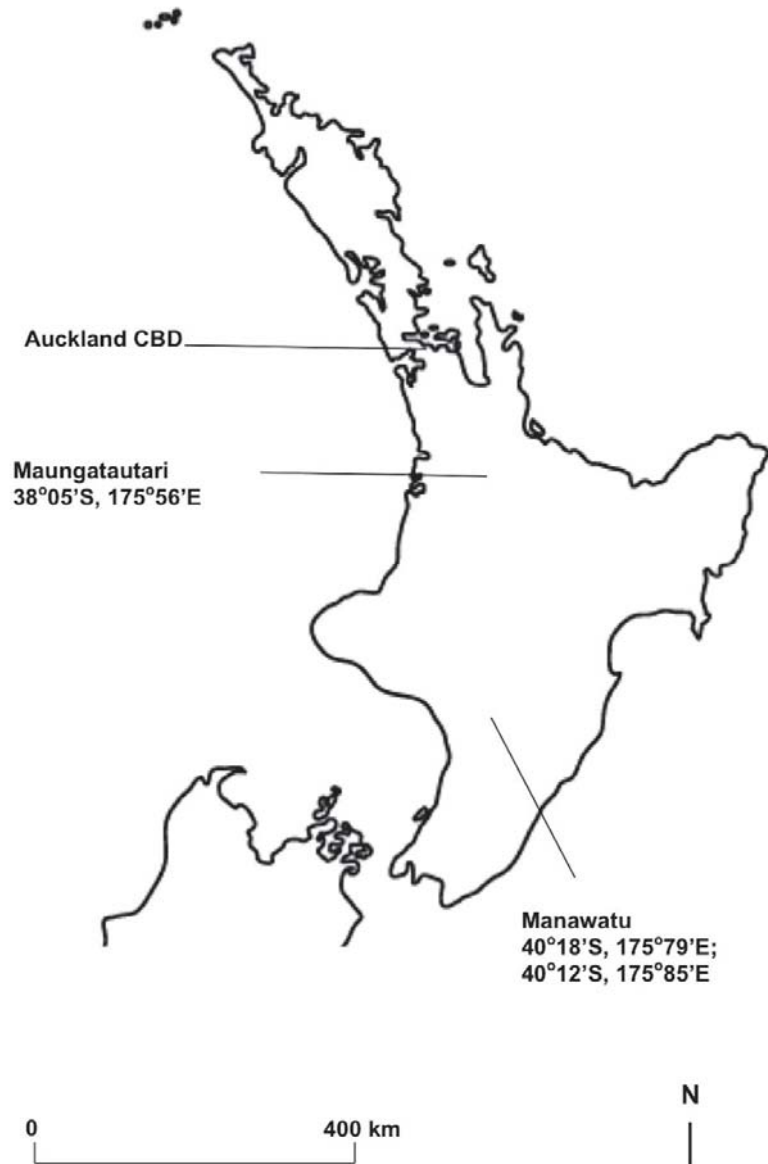 Auckland CBD
Maungatautari
38°05'S, 175°56'E
Manawatu
40°18'S, 175°79'E;
40°12'S, 175°85'E
N
0 400 km